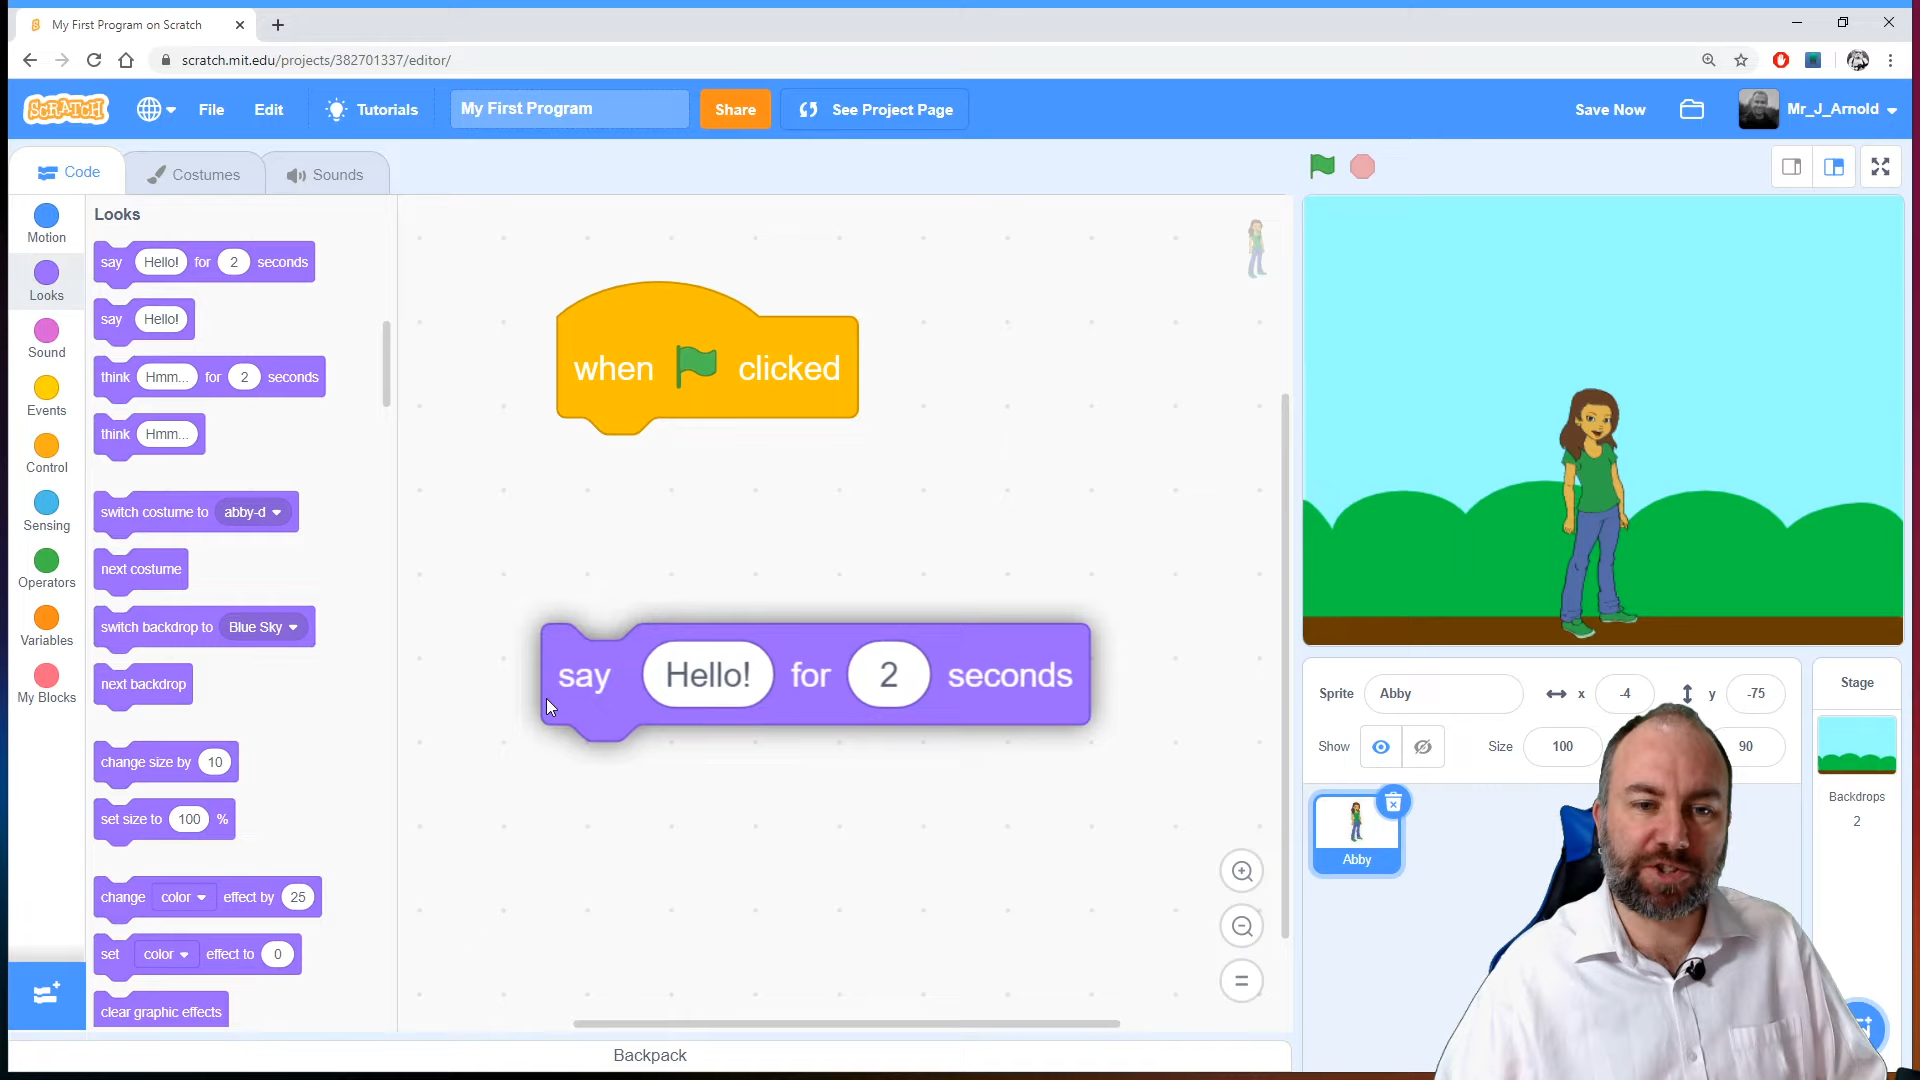 My First Program on Scratch
scratch.mit.edu/projects/382701337/editor/
SCRATCH
File
Edit
Tutorials
My First Program
Share
See Project Page
Save Now
Mr_J_Arnold
Code
Costumes
Sounds
Motion
Looks
Sound
Events
Control
Sensing
Operators
Variables
My Blocks
Looks
say Hello! for 2 seconds
say Hello!
think Hmm... for 2 seconds
think Hmm...
switch costume to abby-d
next costume
switch backdrop to Blue Sky
next backdrop
change size by 10
set size to 100 %
change color effect by 25
set color effect to 0
clear graphic effects
when clicked
say Hello! for 2 seconds
Backpack
Sprite Abby x -4 y -75
Show Size 100 90
Abby
Stage
Backdrops
2